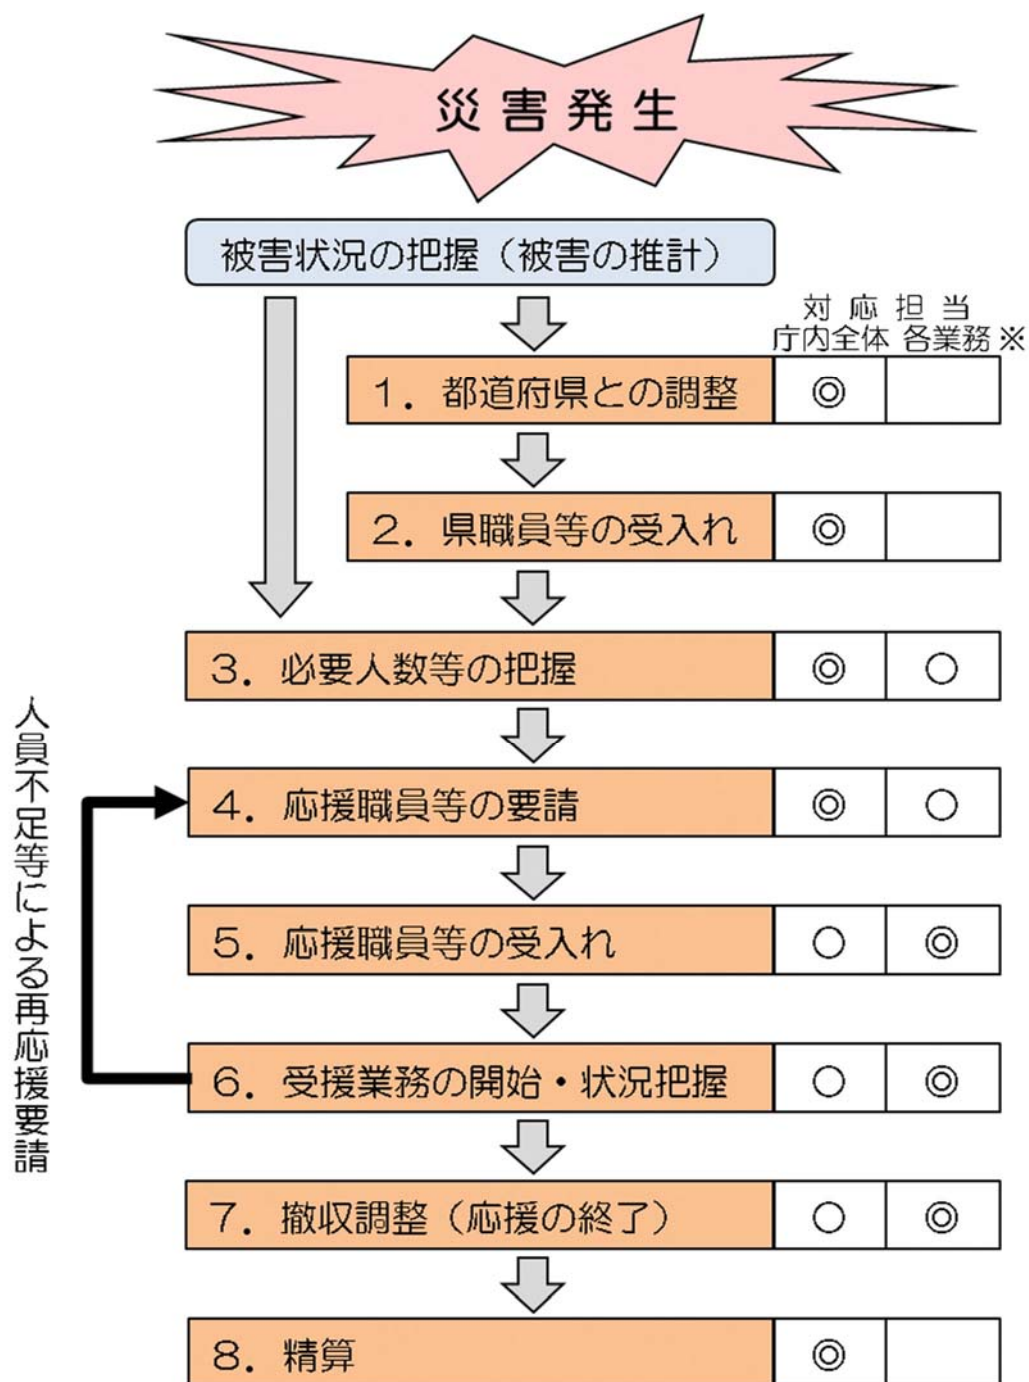 災害発生
被害状況の把握（被害の推計）
対応担当
庁内全体 各業務※
1．都道府県との調整 ◎
2．県職員等の受入れ ◎
3．必要人数等の把握 ◎ ○
4．応援職員等の要請 ◎ ○
5．応援職員等の受入れ ○ ◎
6．受援業務の開始・状況把握 ○ ◎
7．撤収調整（応援の終了） ○ ◎
8．精算 ◎
人員不足等による再応援要請